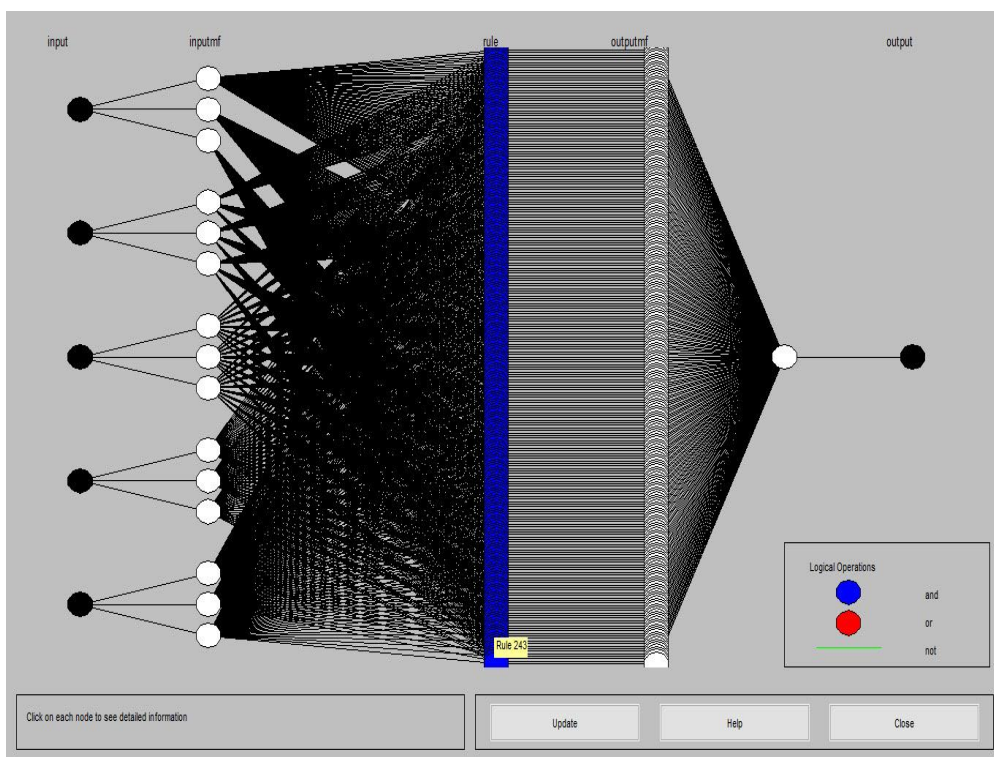 input
inputmf
rule
outputmf
output
Rule 243
Logical Operations
and
or
not
Click on each node to see detailed information
Update
Help
Close